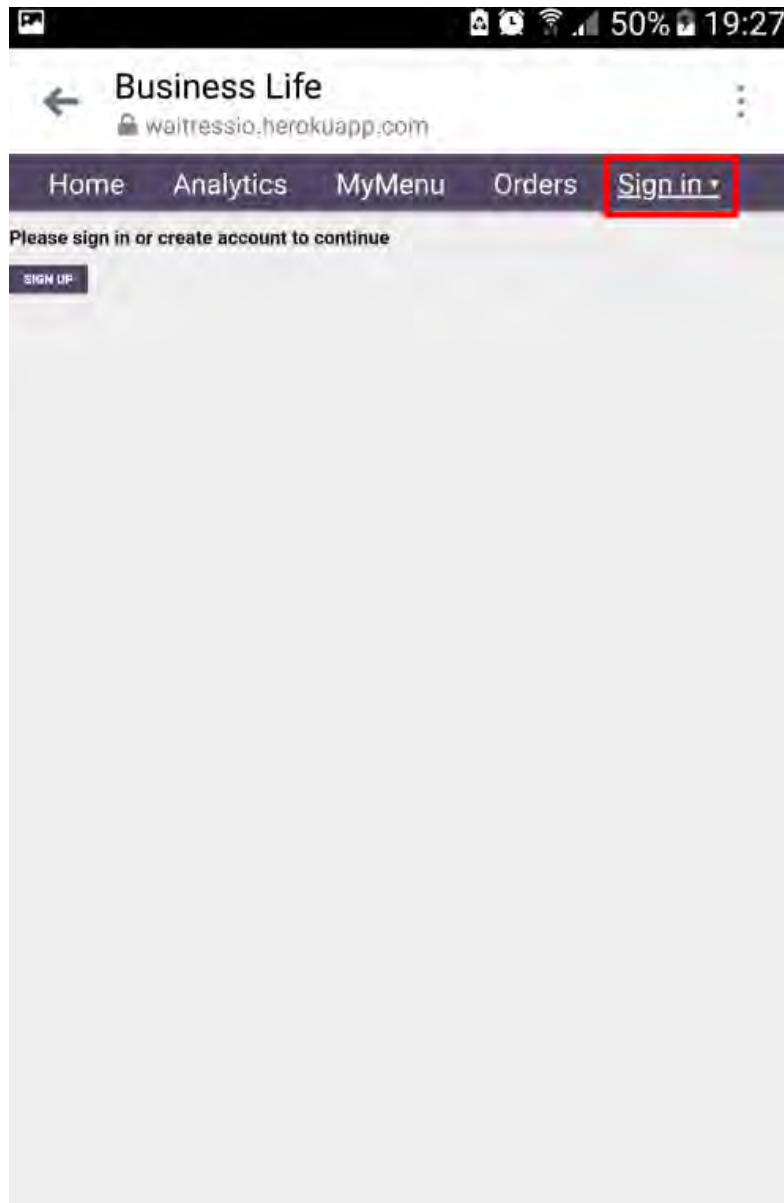 50% 19:27
Business Life
waitressio.herokuapp.com
Home Analytics MyMenu Orders Sign in
Please sign in or create account to continue
SIGN UP